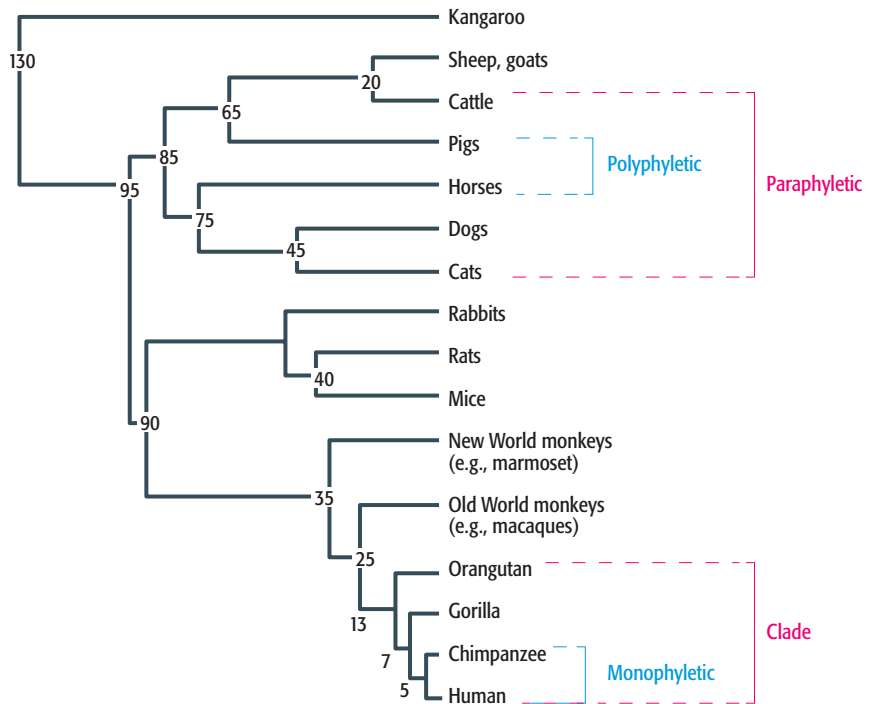 Kangaroo
130
Sheep, goats
20
Cattle
65
Pigs
Polyphyletic
85
Horses
Paraphyletic
95
75
Dogs
45
Cats
Rabbits
Rats
40
Mice
90
New World monkeys
(e.g., marmoset)
35
Old World monkeys
(e.g., macaques)
25
Orangutan
Gorilla
13
Clade
Chimpanzee
7
Monophyletic
5
Human